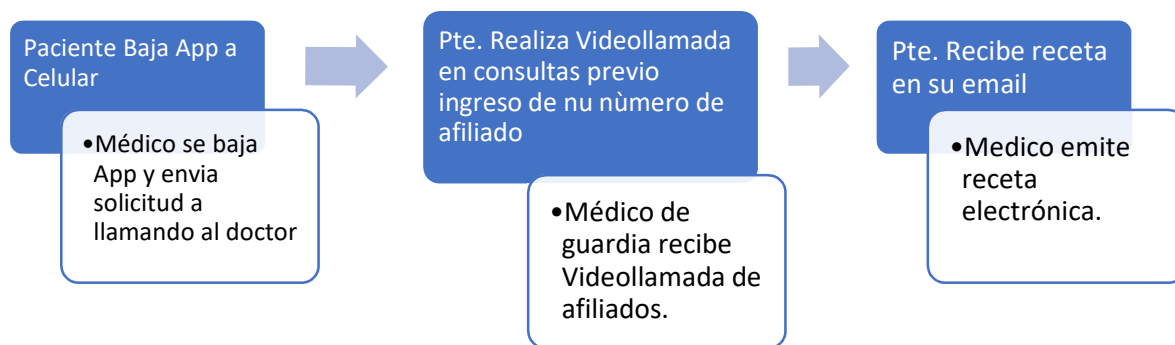 Paciente Baja App a
Celular
•Médico se baja
App y envia
solicitud a
llamando al doctor
Pte. Realiza Videollamada
en consultas previo
ingreso de nu nùmero de
afiliado
•Médico de
guardia recibe
Videollamada de
afiliados.
Pte. Recibe receta
en su email
•Medico emite
receta
electrónica.